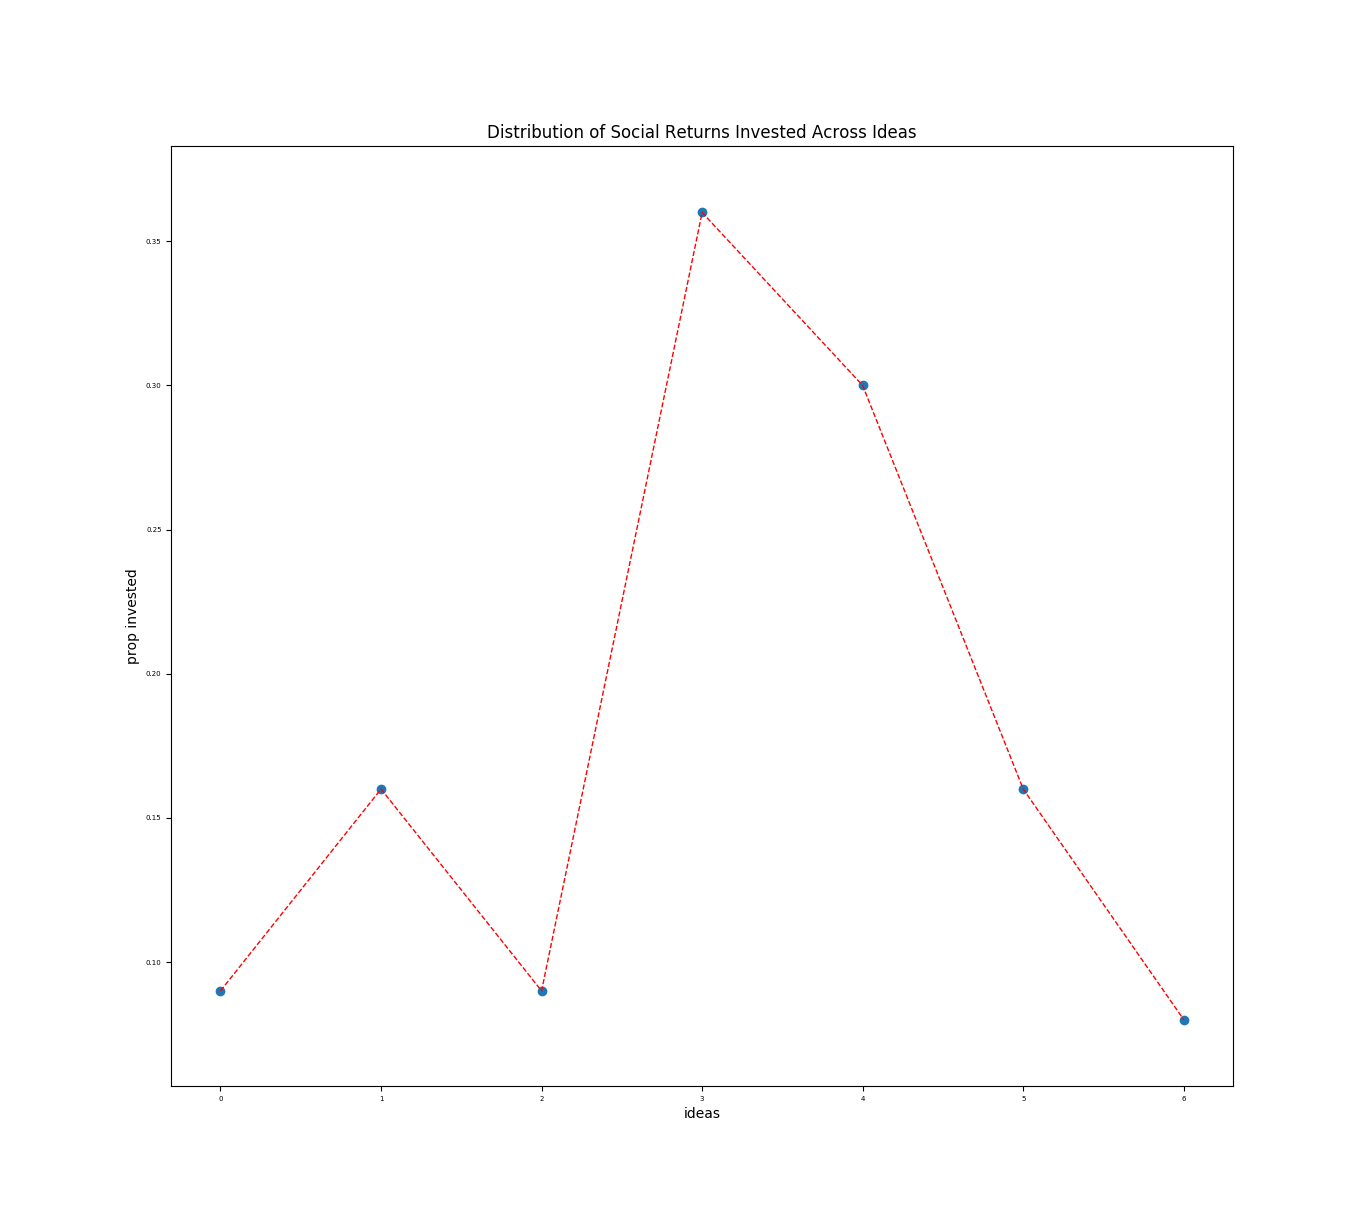 Distribution of Social Returns Invested Across Ideas
0.35
0.30
0.25
0.20
0.15
0.10
prop invested
0 1 2 3 4 5 6
ideas